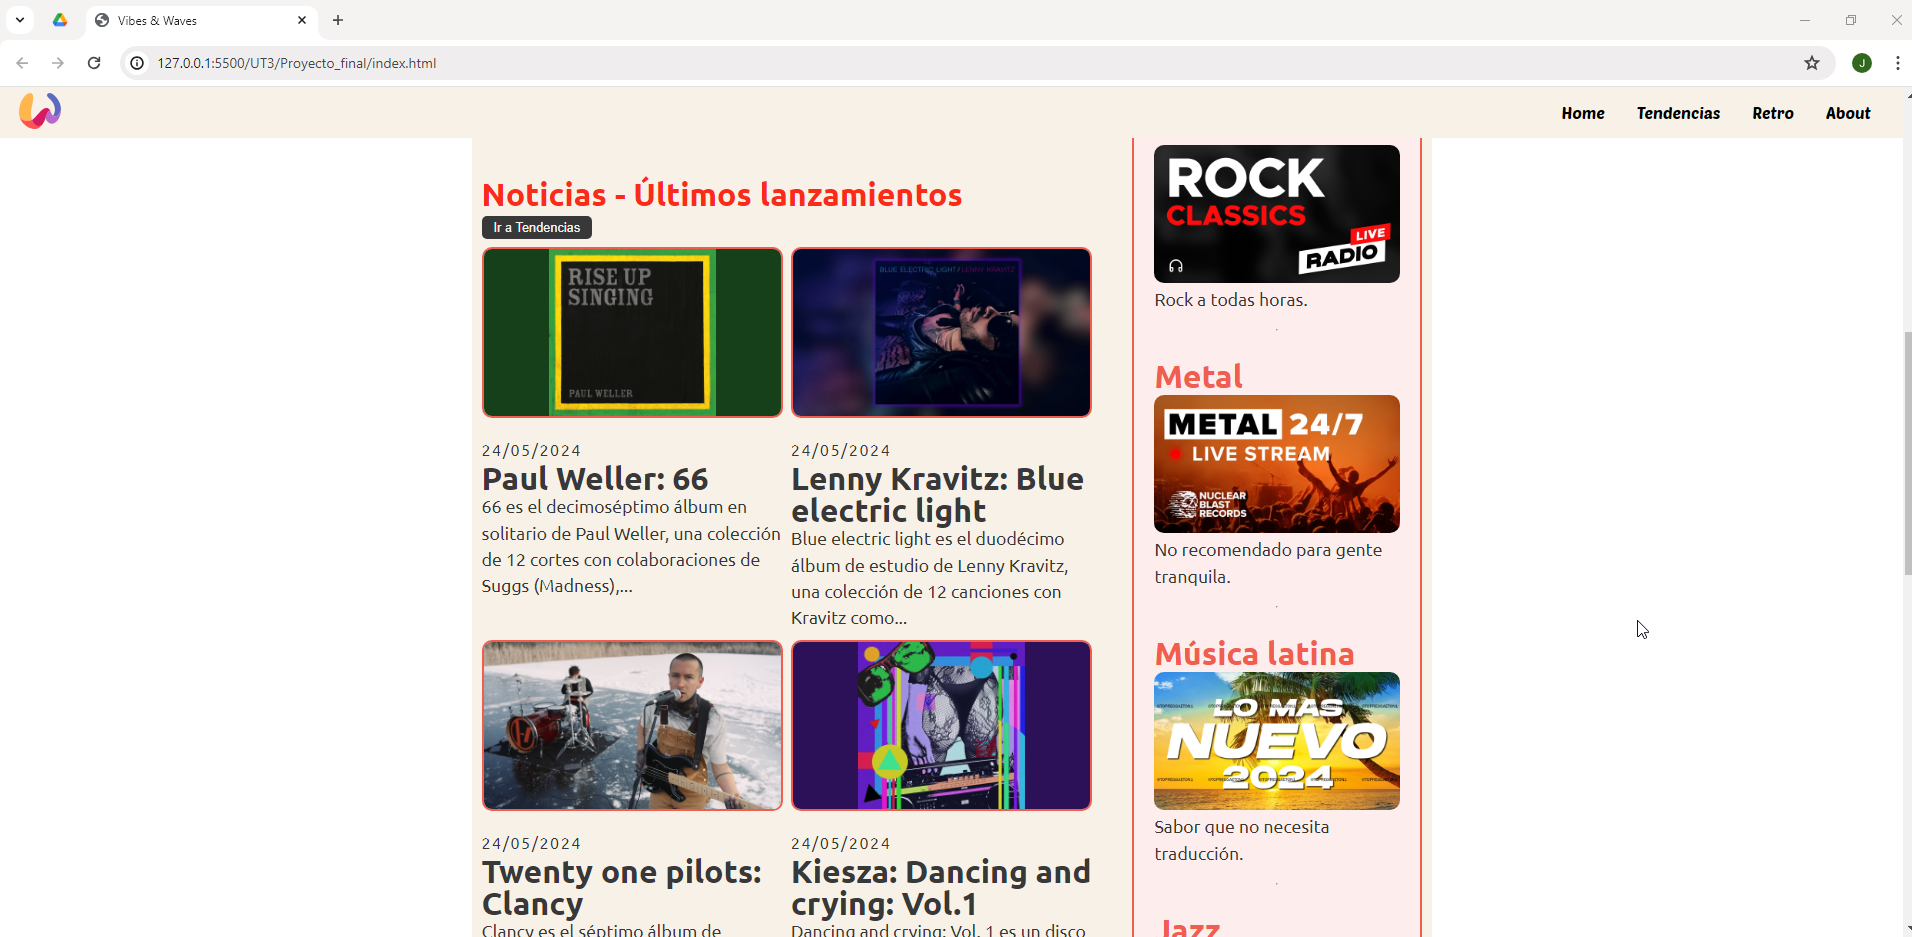 Vibes & Waves
127.0.0.1:5500/UT3/Proyecto_final/index.html
J
Home Tendencias Retro About
Noticias - Últimos lanzamientos
Ir a Tendencias
RISE UP
SINGING
PAUL WELLER
24/05/2024
Paul Weller: 66
66 es el decimoséptimo álbum en
solitario de Paul Weller, una colección
de 12 cortes con colaboraciones de
Suggs (Madness),...
BLUE ELECTRIC LIGHT/LENNY KRAVITZ
24/05/2024
Lenny Kravitz: Blue
electric light
Blue electric light es el duodécimo
álbum de estudio de Lenny Kravitz,
una colección de 12 canciones con
Kravitz como...
24/05/2024
Twenty one pilots:
Clancy
Clancy es el séptimo álbum de
24/05/2024
Kiesza: Dancing and
crying: Vol.1
Dancing and crying: Vol. 1 es un disco
ROCK
CLASSICS
LIVE
RADIO
Rock a todas horas.
.
Metal
METAL 24/7
LIVE STREAM
NUCLEAR
BLAST
RECORDS
No recomendado para gente
tranquila.
.
Música latina
LO MAS
NUEVO
2024
Sabor que no necesita
traducción.
.
Jazz